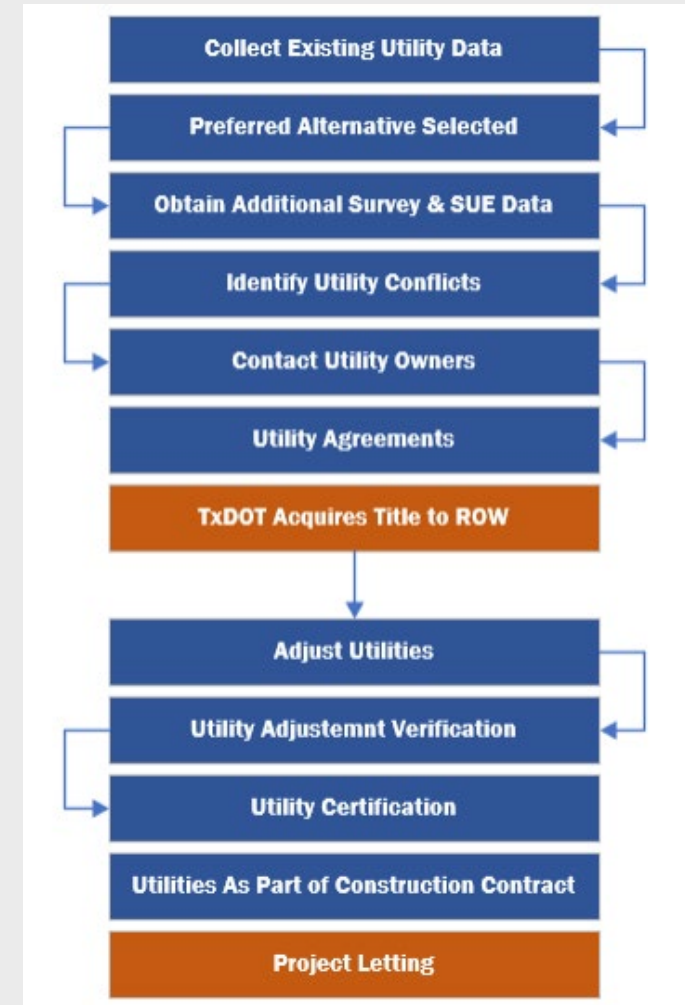 Collect Existing Utility Data
Preferred Alternative Selected
Obtain Additional Survey & SUE Data
Identify Utility Conflicts
Contact Utility Owners
Utility Agreements
TxDOT Acquires Title to ROW
Adjust Utilities
Utility Adjustemnt Verification
Utility Certification
Utilities As Part of Construction Contract
Project Letting